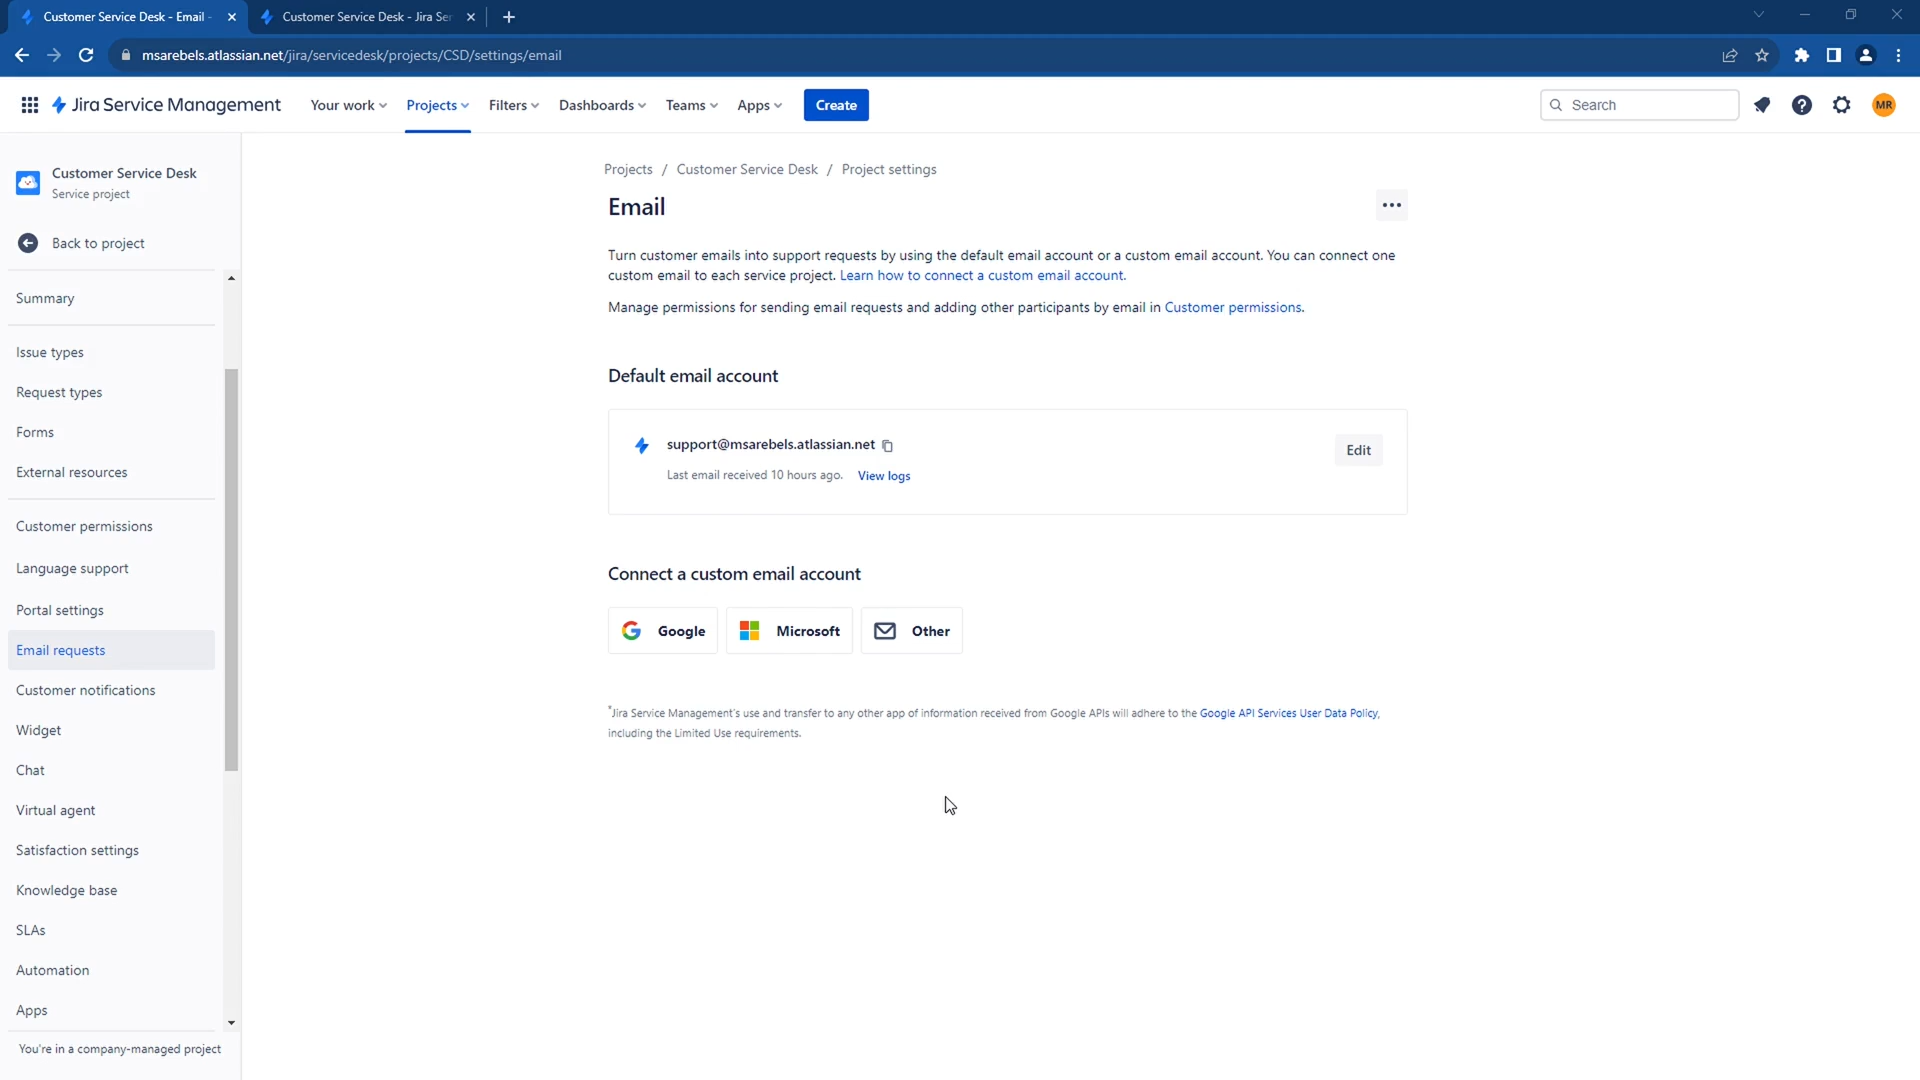 Customer Service Desk - Email -
Customer Service Desk - Jira Ser
msarebels.atlassian.net/jira/servicedesk/projects/CSD/settings/email
Jira Service Management
Your work
Projects
Filters
Dashboards
Teams
Apps
Create
Search
MR
Customer Service Desk
Service project
Back to project
Summary
Issue types
Request types
Forms
External resources
Customer permissions
Language support
Portal settings
Email requests
Customer notifications
Widget
Chat
Virtual agent
Satisfaction settings
Knowledge base
SLAs
Automation
Apps
You're in a company-managed project
Projects / Customer Service Desk / Project settings
Email
Turn customer emails into support requests by using the default email account or a custom email account. You can connect one
custom email to each service project. Learn how to connect a custom email account.
Manage permissions for sending email requests and adding other participants by email in Customer permissions.
Default email account
support@msarebels.atlassian.net
Last email received 10 hours ago. View logs
Edit
Connect a custom email account
Google
Microsoft
Other
*Jira Service Management's use and transfer to any other app of information received from Google APIs will adhere to the Google API Services User Data Policy,
including the Limited Use requirements.